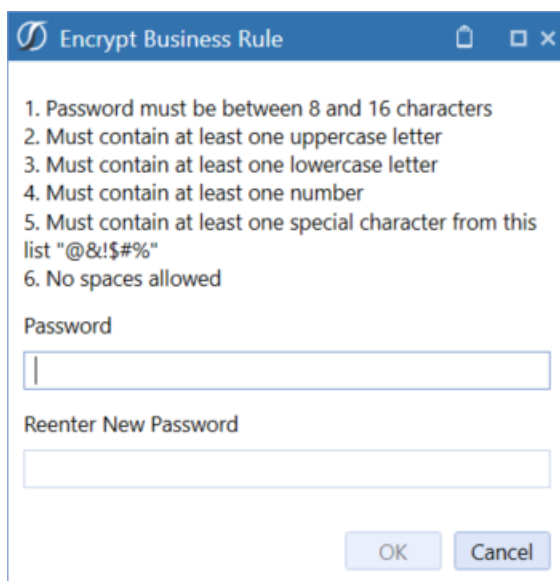 Encrypt Business Rule
1. Password must be between 8 and 16 characters
2. Must contain at least one uppercase letter
3. Must contain at least one lowercase letter
4. Must contain at least one number
5. Must contain at least one special character from this
list "@&!$#%"
6. No spaces allowed
Password
Reenter New Password
OK Cancel